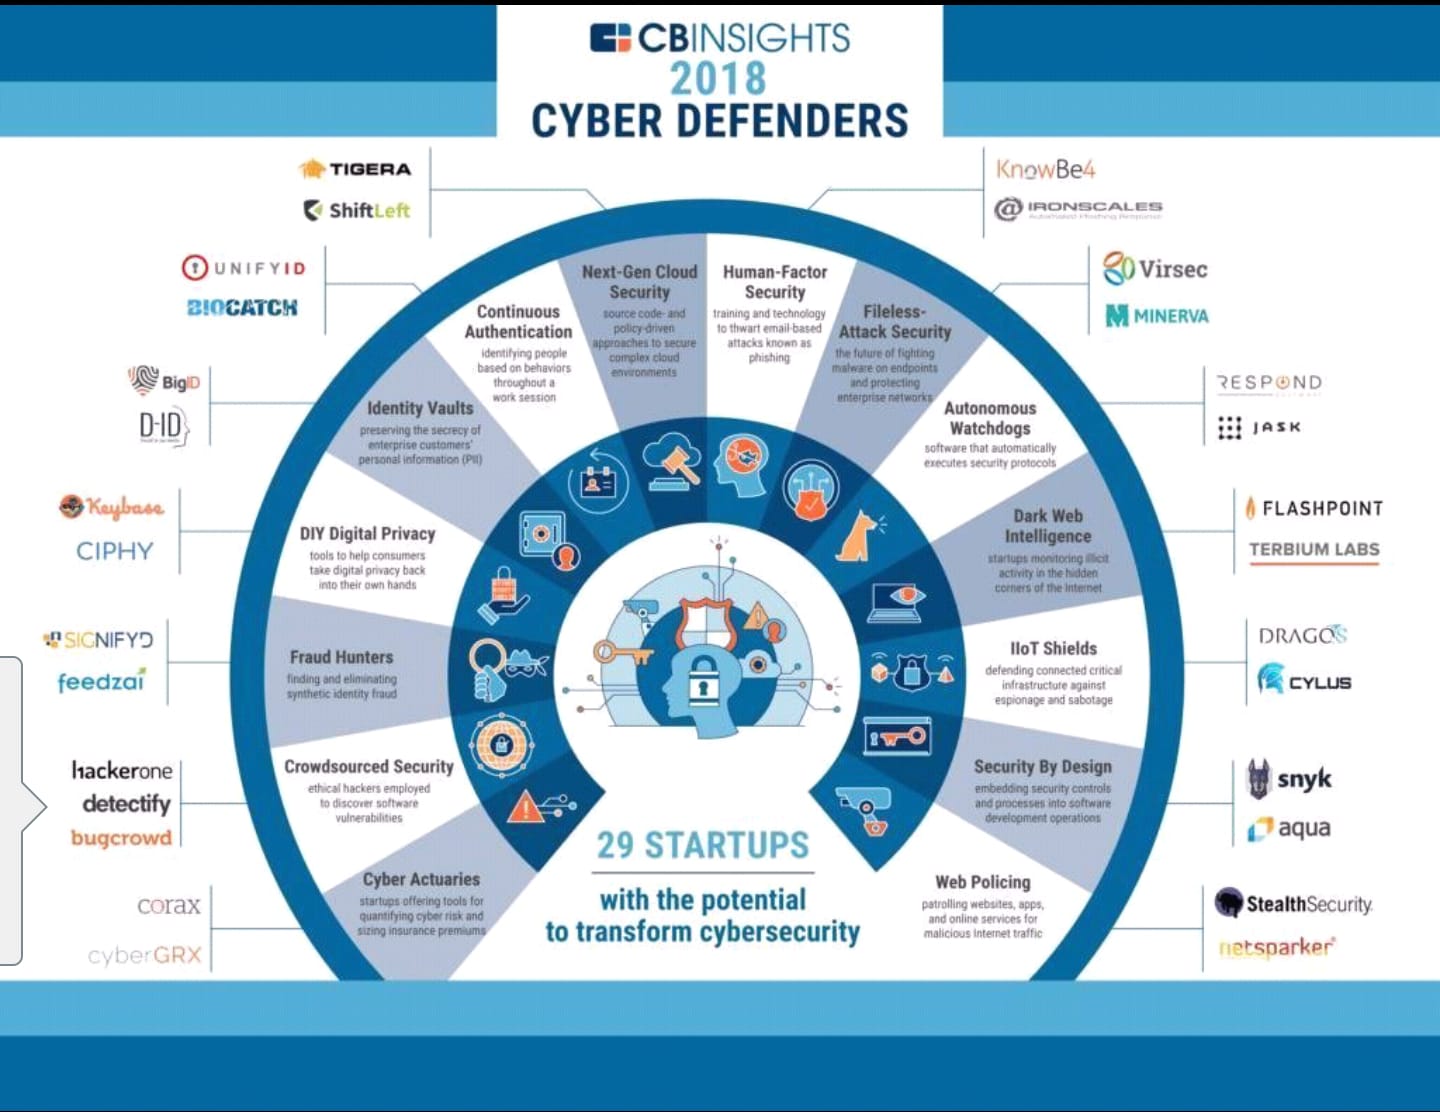 CBINSIGHTS
2018
CYBER DEFENDERS
TIGERA
ShiftLeft
UNIFYID
BIOCATCH
BigID
D-ID
Keybase
CIPHY
SIGNIFYD
feedzai
hackerone
detectify
bugcrowd
corax
cyberGRX
Next-Gen Cloud
Security
source code- and
policy-driven
approaches to secure
complex cloud
environments
Continuous
Authentication
identifying people
based on behaviors
throughout a
work session
Identity Vaults
preserving the secrecy of
enterprise customers'
personal information (PII)
DIY Digital Privacy
tools to help consumers
take digital privacy back
into their own hands
Fraud Hunters
finding and eliminating
synthetic identity fraud
Crowdsourced Security
ethical hackers employed
to discover software
vulnerabilities
Cyber Actuaries
startups offering tools for
quantifying cyber risk and
sizing insurance premiums
Human-Factor
Security
training and technology
to thwart email-based
attacks known as
phishing
Fileless-
Attack Security
the future of fighting
malware on endpoints
and protecting
enterprise networks
Autonomous
Watchdogs
software that automatically
executes security protocols
Dark Web
Intelligence
startups monitoring illicit
activity in the hidden
corners of the Internet
IIoT Shields
defending connected critical
infrastructure against
espionage and sabotage
Security By Design
embedding security controls
and processes into software
development operations
Web Policing
patrolling websites, apps,
and online services for
malicious Internet traffic
29 STARTUPS
with the potential
to transform cybersecurity
KnowBe4
IRONSCALES
Automated Phishing Response
Virsec
MINERVA
RESPOND
SOFTWARE
JASK
FLASHPOINT
TERBIUM LABS
DRAGOS
CYLUS
snyk
aqua
StealthSecurity.
netsparker®